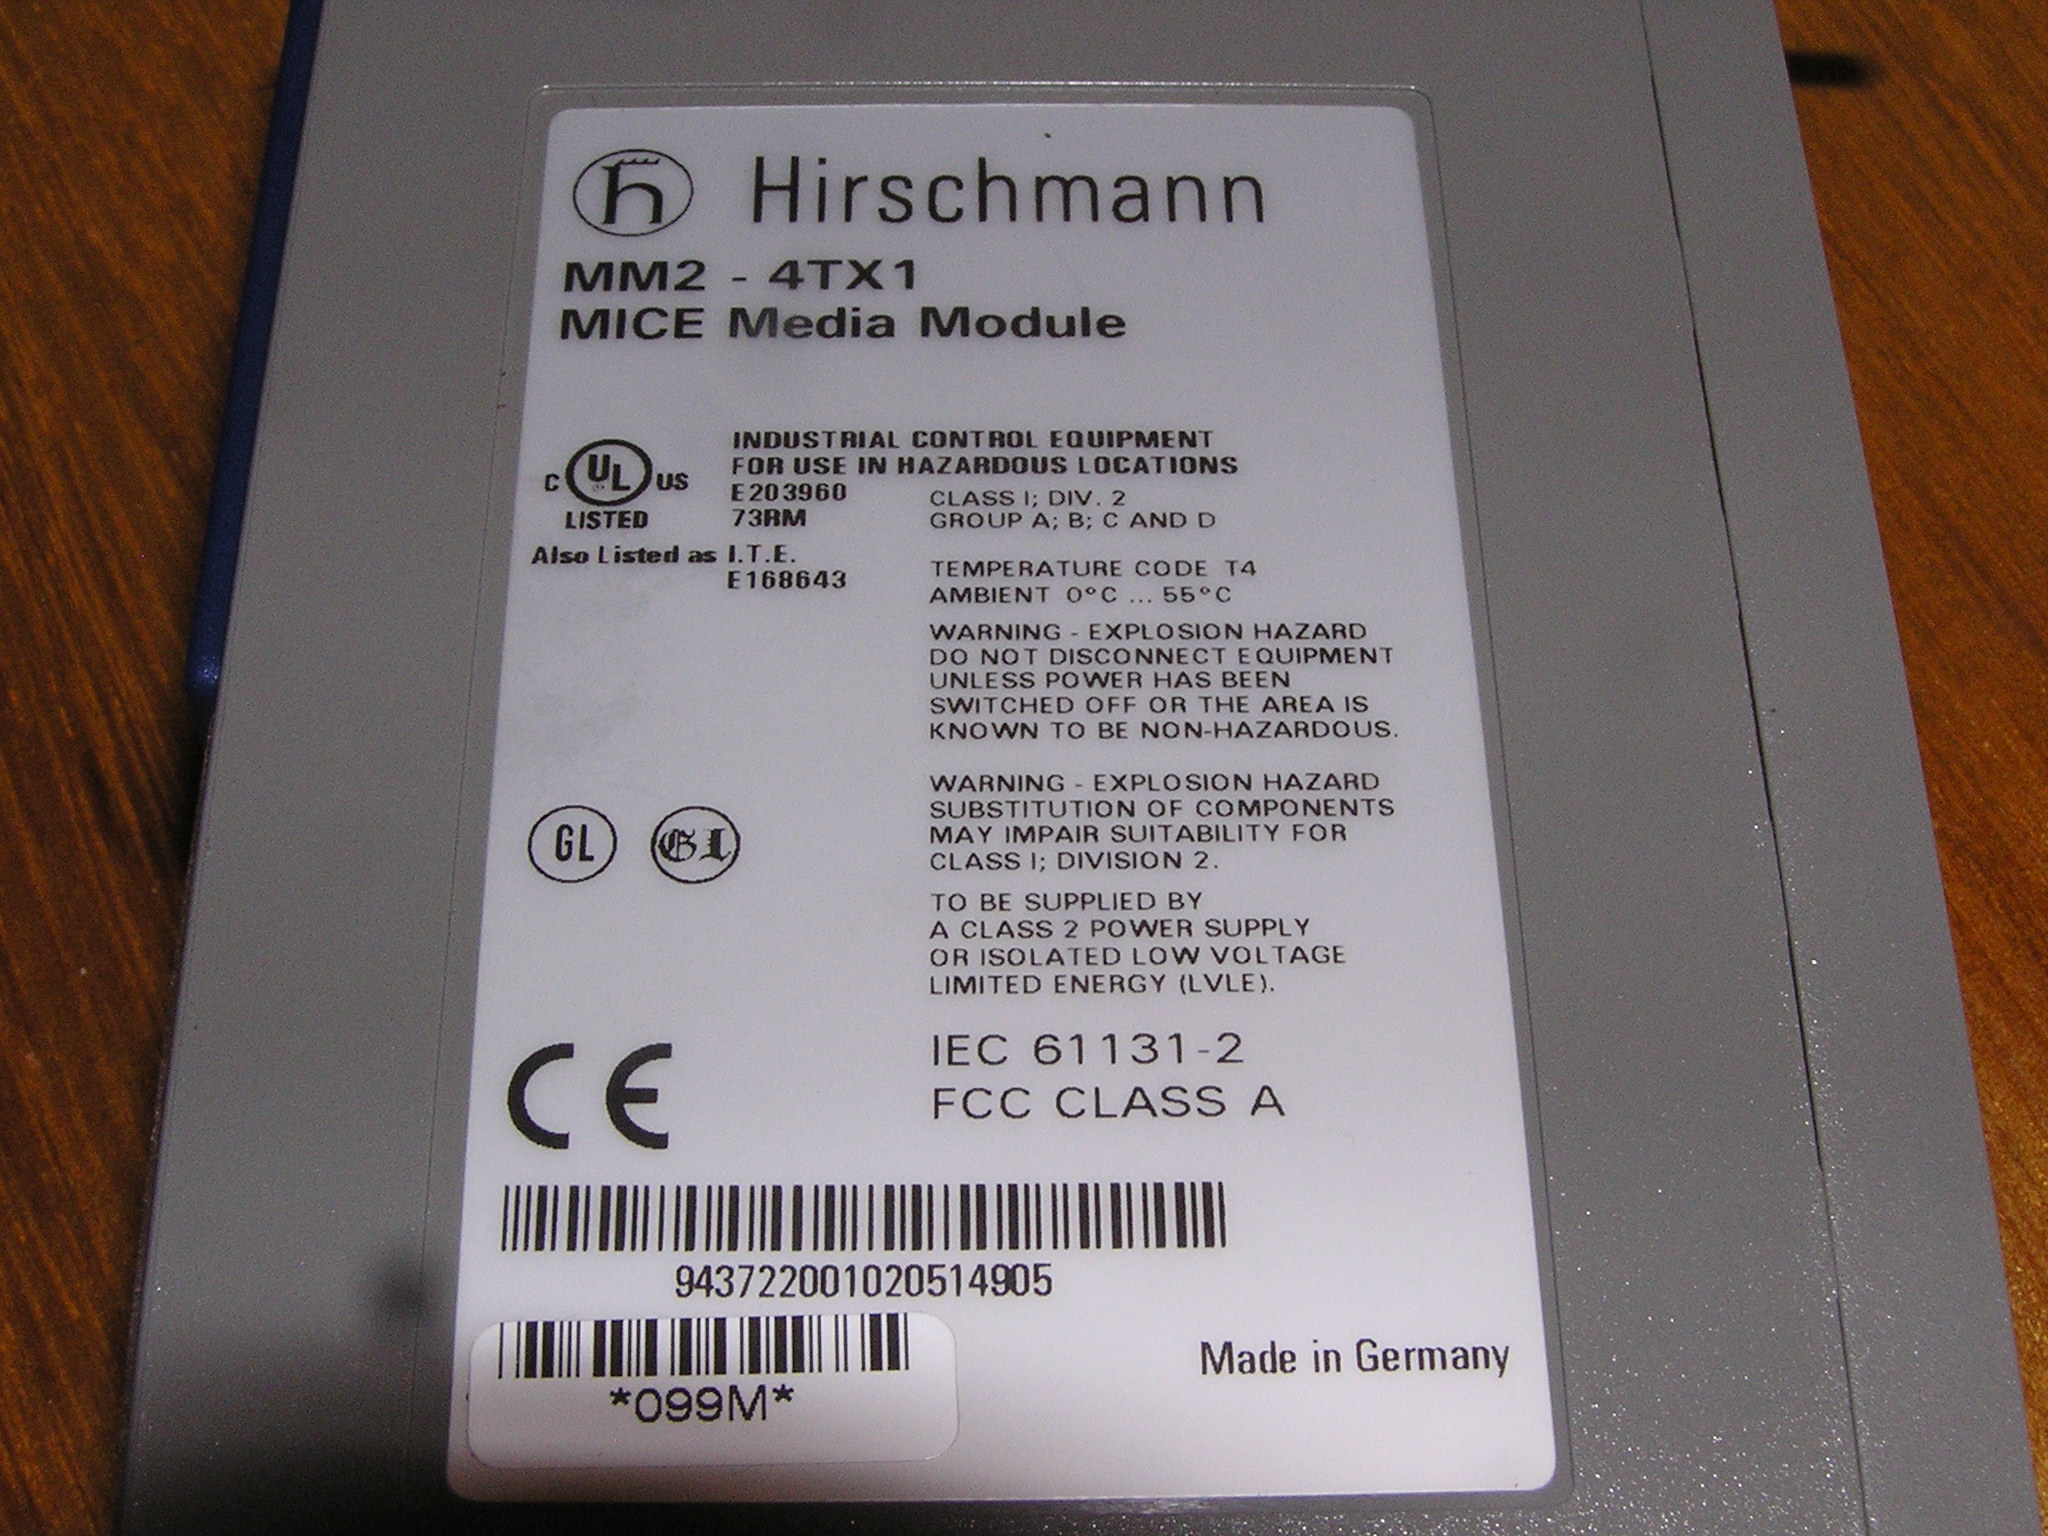 h Hirschmann
MM2 - 4TX1
MICE Media Module
INDUSTRIAL CONTROL EQUIPMENT
FOR USE IN HAZARDOUS LOCATIONS
C UL US
LISTED
E203960
73RM
CLASS I; DIV. 2
GROUP A; B; C AND D
Also Listed as I.T.E.
E168643
TEMPERATURE CODE T4
AMBIENT 0°C ... 55°C
WARNING - EXPLOSION HAZARD
DO NOT DISCONNECT EQUIPMENT
UNLESS POWER HAS BEEN
SWITCHED OFF OR THE AREA IS
KNOWN TO BE NON-HAZARDOUS.
WARNING - EXPLOSION HAZARD
SUBSTITUTION OF COMPONENTS
MAY IMPAIR SUITABILITY FOR
CLASS I; DIVISION 2.
GL GL
TO BE SUPPLIED BY
A CLASS 2 POWER SUPPLY
OR ISOLATED LOW VOLTAGE
LIMITED ENERGY (LVLE).
CE
IEC 61131-2
FCC CLASS A
943722001020514905
*099M*
Made in Germany